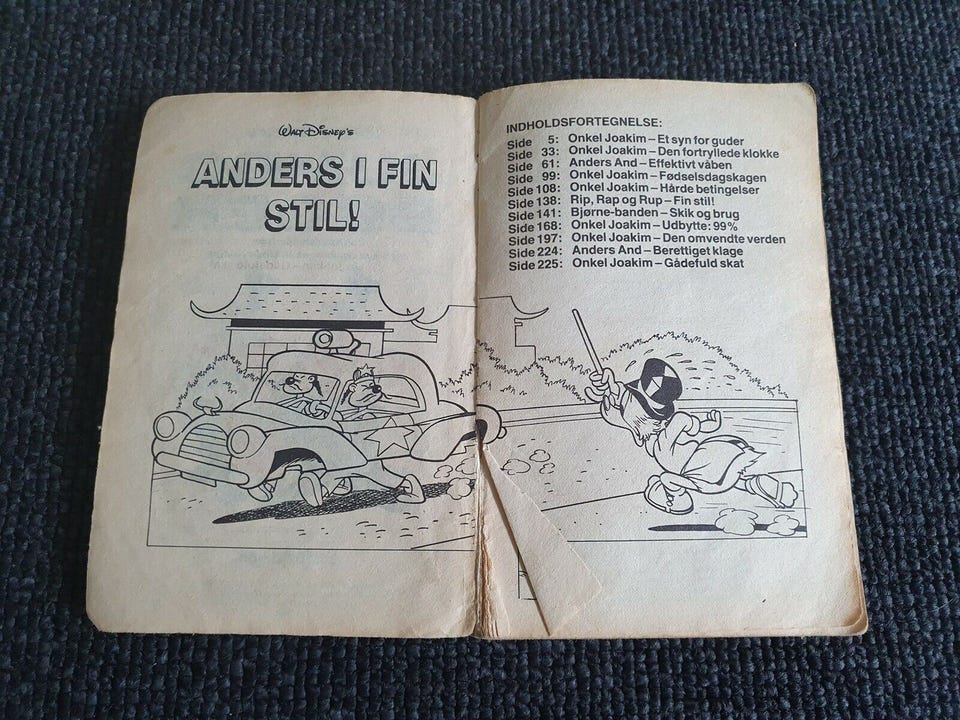 Walt Disney's
ANDERS I FIN
STIL!
INDHOLDSFORTEGNELSE:
Side 5: Onkel Joakim – Et syn for guder
Side 33: Onkel Joakim – Den fortryllede klokke
Side 61: Anders And – Effektivt våben
Side 99: Onkel Joakim – Fødselsdagskagen
Side 108: Onkel Joakim – Hårde betingelser
Side 138: Rip, Rap og Rup – Fin stil!
Side 141: Bjørne-banden – Skik og brug
Side 168: Onkel Joakim – Udbytte: 99%
Side 197: Onkel Joakim – Den omvendte verden
Side 224: Anders And – Berettiget klage
Side 225: Onkel Joakim – Gådefuld skat